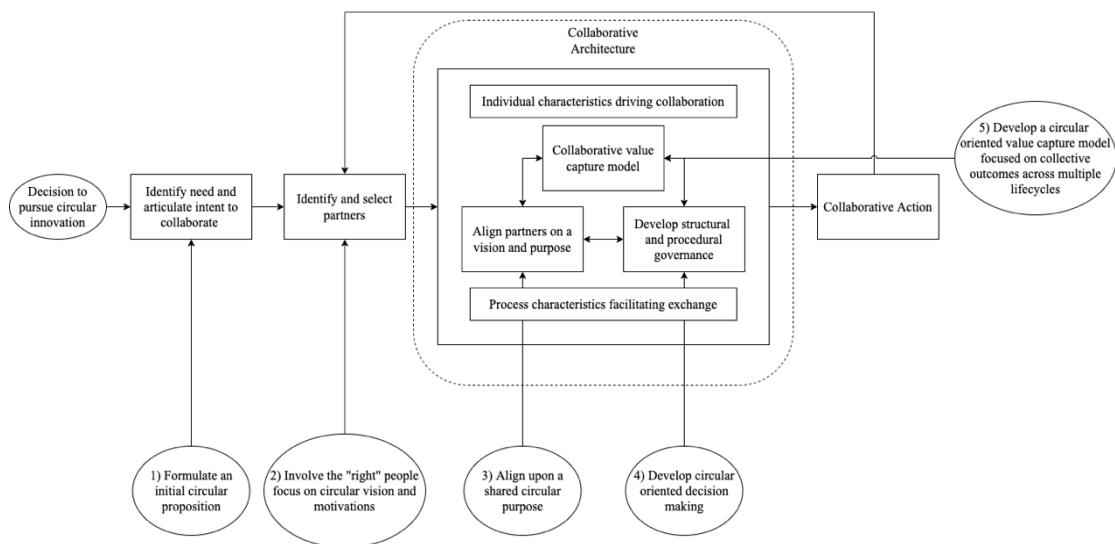 Collaborative
Architecture
Individual characteristics driving collaboration
Collaborative value
capture model
5) Develop a circular
oriented value capture model
focused on collective
outcomes across multiple
lifecycles
Decision to
pursue circular
innovation
Identify need and
articulate intent to
collaborate
Identify and select
partners
Align partners on a
vision and purpose
Develop structural
and procedural
governance
Collaborative Action
Process characteristics facilitating exchange
1) Formulate an
initial circular
proposition
2) Involve the "right" people
focus on circular vision and
motivations
3) Align upon a
shared circular
purpose
4) Develop circular
oriented decision
making